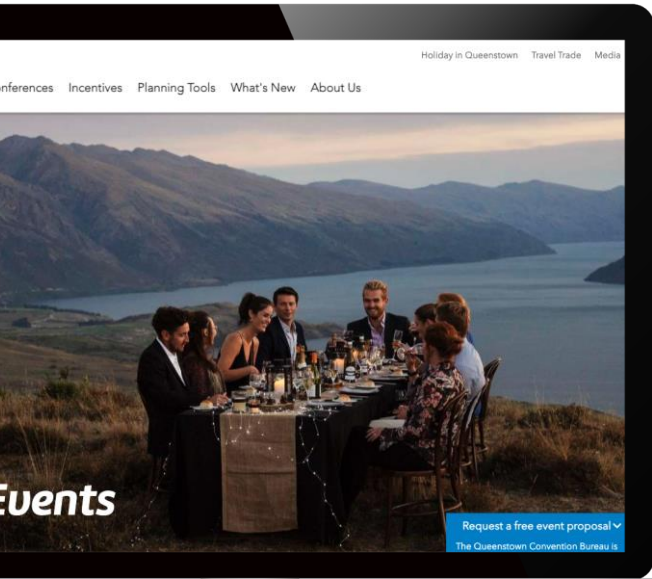 Holiday in Queenstown Travel Trade Media
nferences Incentives Planning Tools What's New About Us
Events
Request a free event proposal
The Queenstown Convention Bureau is